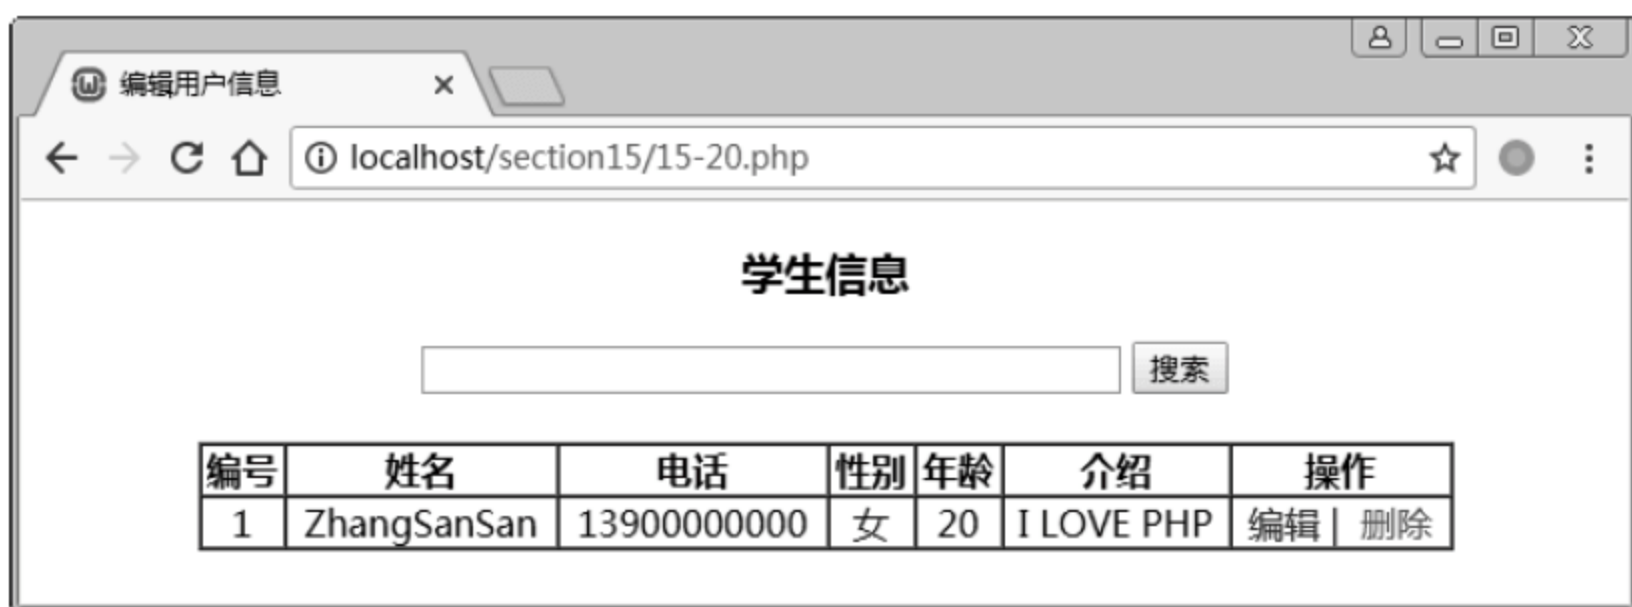 编辑用户信息
localhost/section15/15-20.php
学生信息
搜索
编号 姓名 电话 性别 年龄 介绍 操作
1 ZhangSanSan 13900000000 女 20 I LOVE PHP 编辑 | 删除